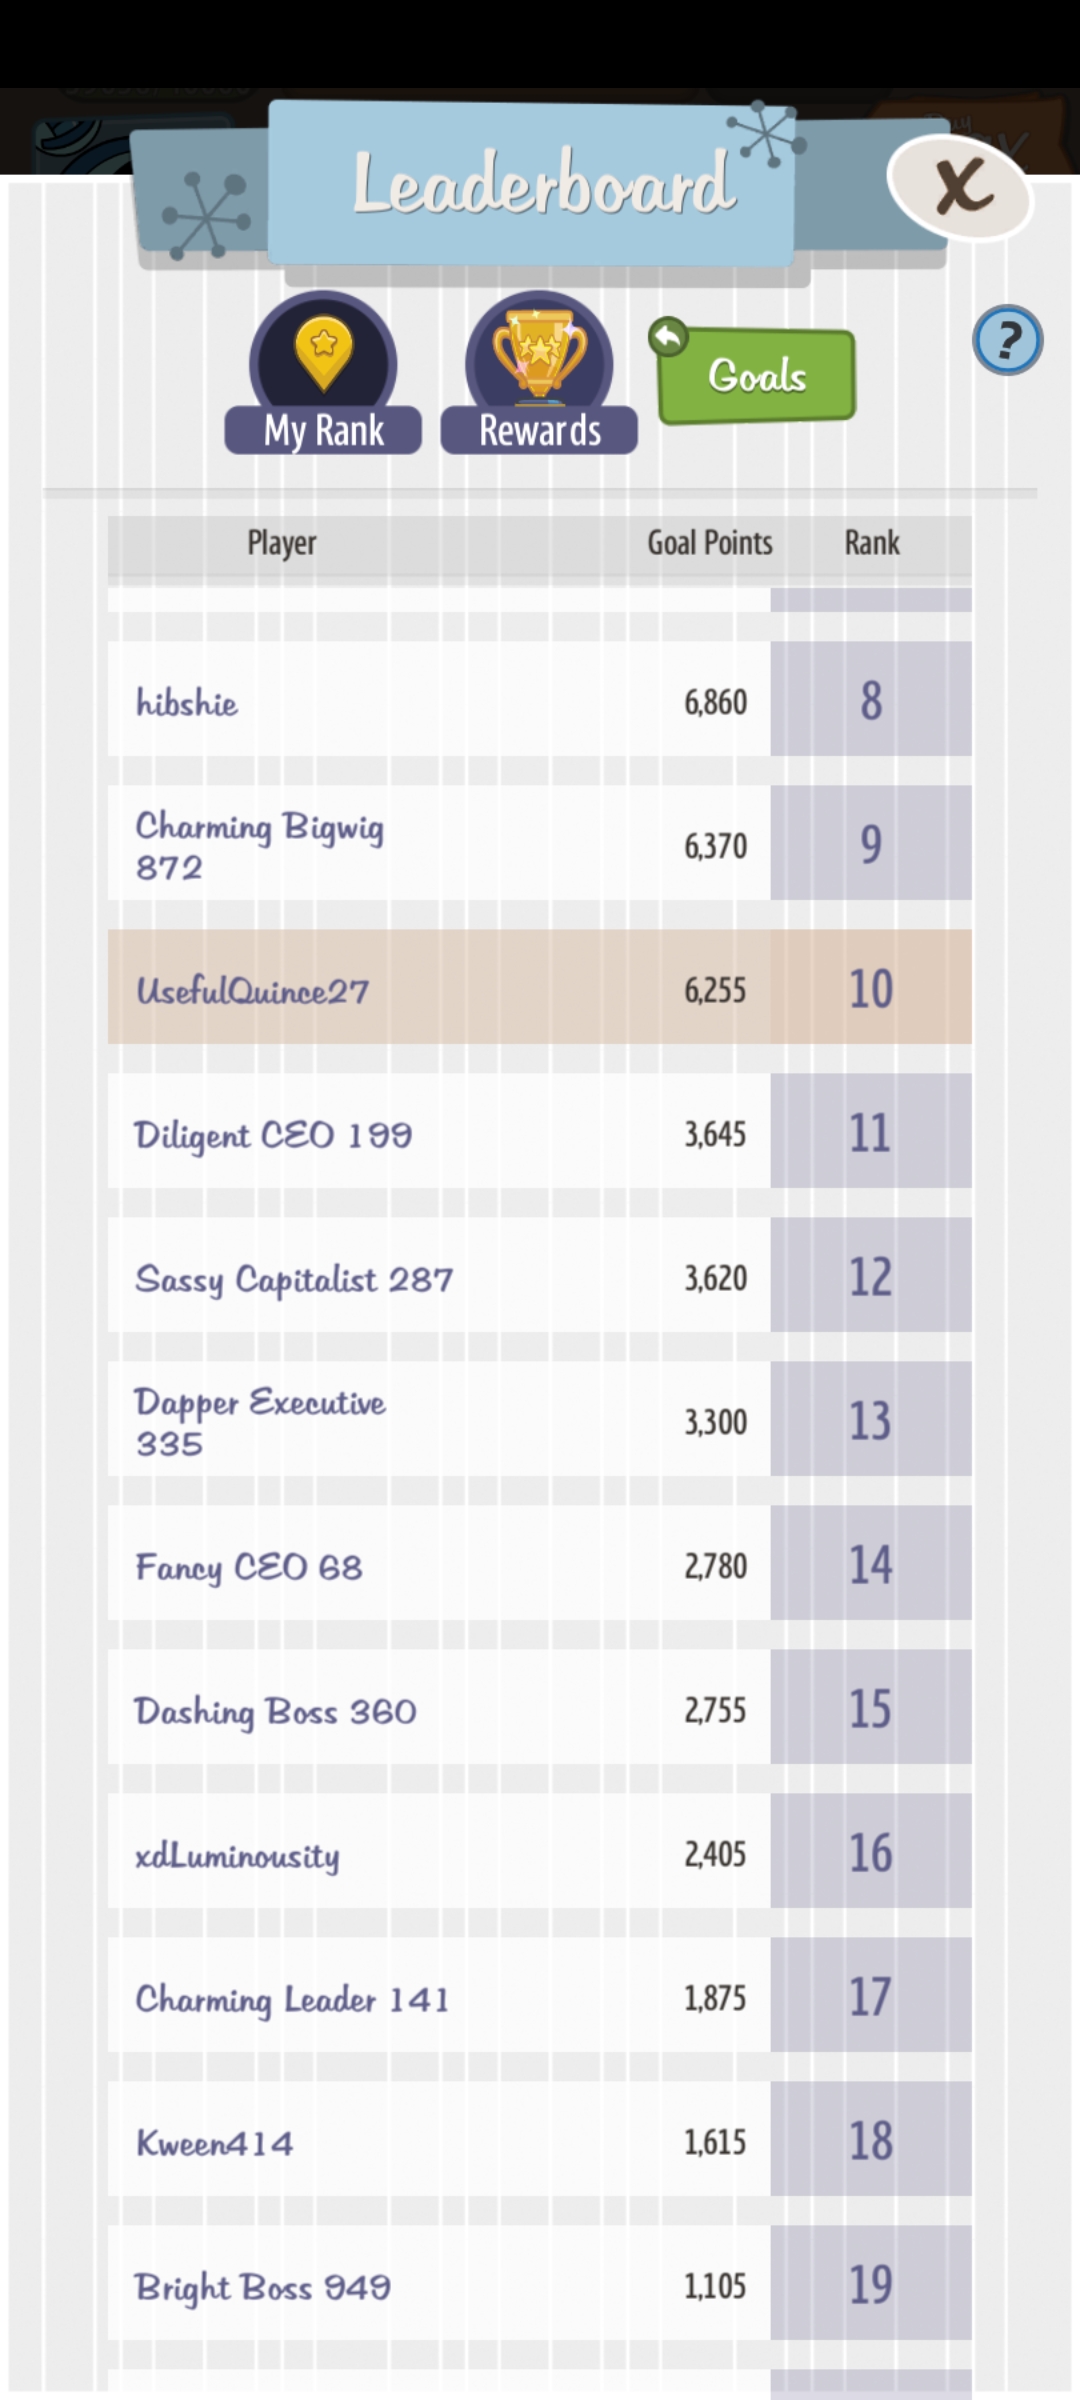 Leaderboard
X
My Rank
Rewards
Goals
?
Player Goal Points Rank
hibshie 6,860 8
Charming Bigwig
872 6,370 9
UsefulQuince27 6,255 10
Diligent CEO 199 3,645 11
Sassy Capitalist 287 3,620 12
Dapper Executive
335 3,300 13
Fancy CEO 68 2,780 14
Dashing Boss 360 2,755 15
xdLuminousity 2,405 16
Charming Leader 141 1,875 17
Kween414 1,615 18
Bright Boss 949 1,105 19